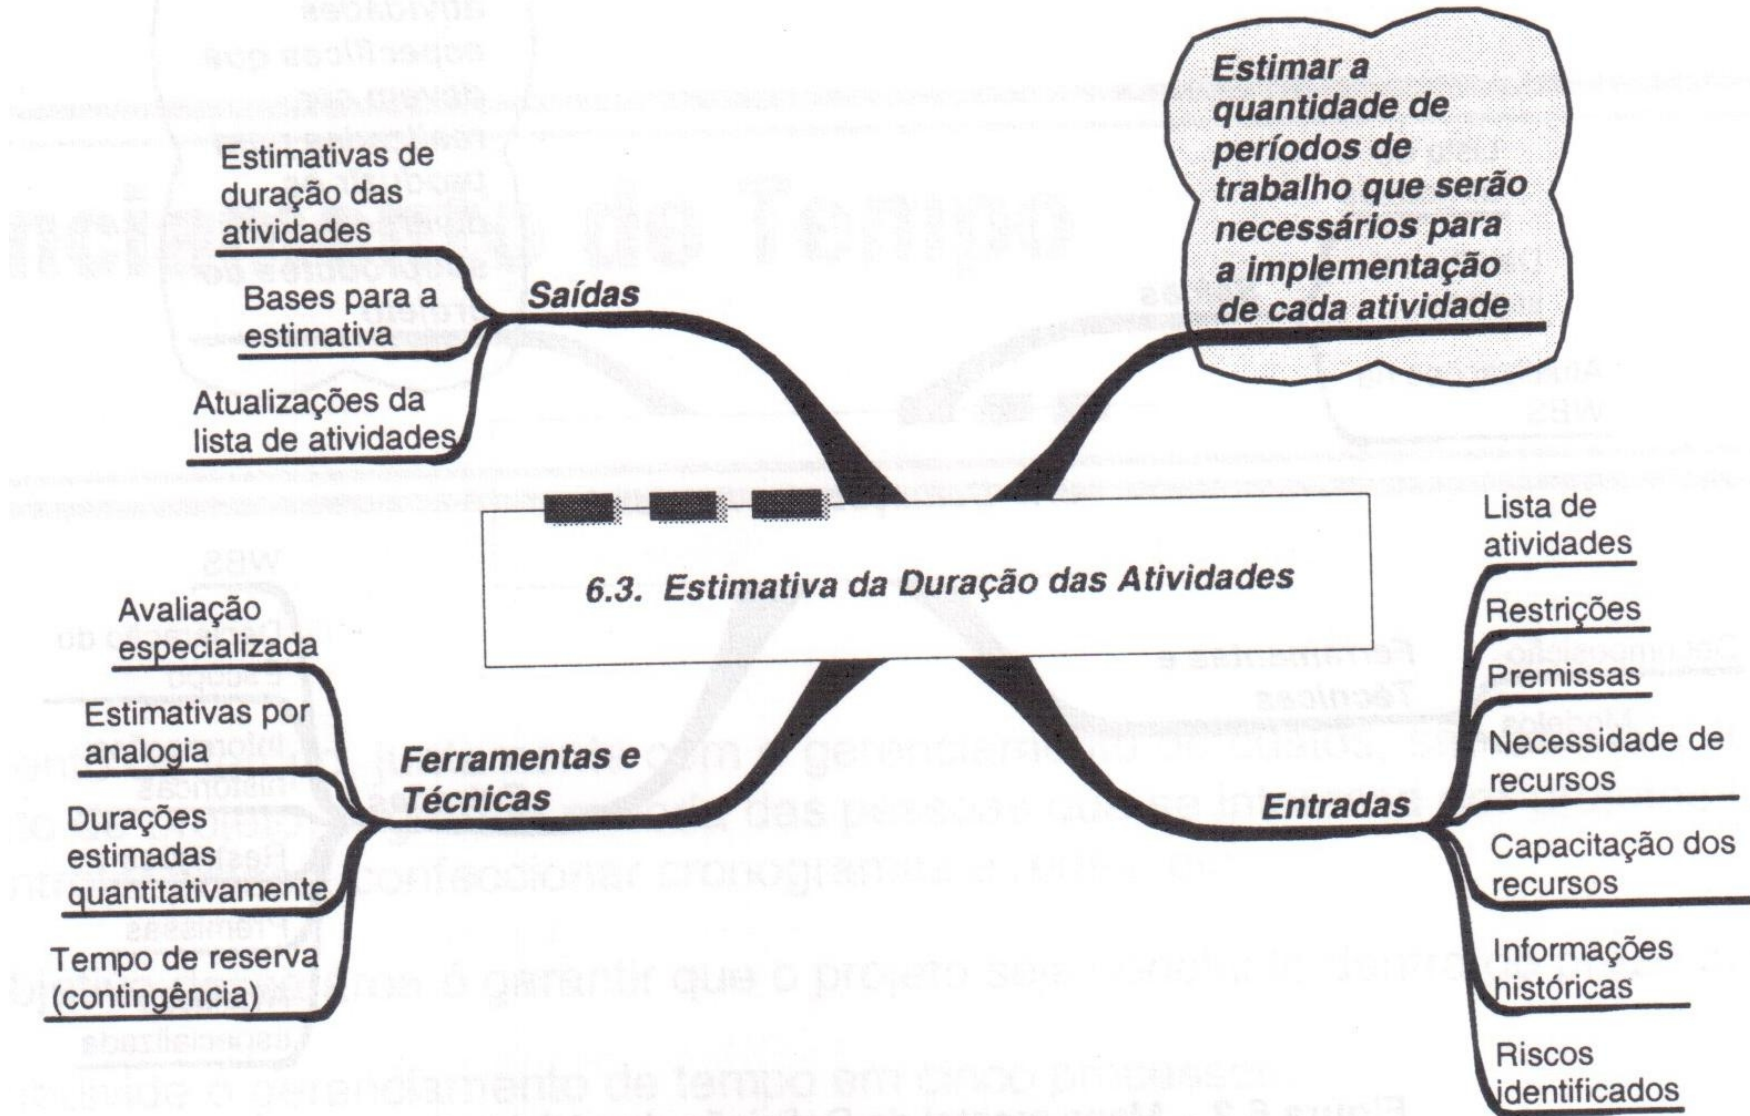 Estimar a
quantidade de
períodos de
trabalho que serão
necessários para
a implementação
de cada atividade
Estimativas de
duração das
atividades
Bases para a
estimativa
Atualizações da
lista de atividades
Saídas
6.3. Estimativa da Duração das Atividades
Avaliação
especializada
Estimativas por
analogia
Durações
estimadas
quantitativamente
Tempo de reserva
(contingência)
Ferramentas e
Técnicas
Entradas
Lista de
atividades
Restrições
Premissas
Necessidade de
recursos
Capacitação dos
recursos
Informações
históricas
Riscos
identificados